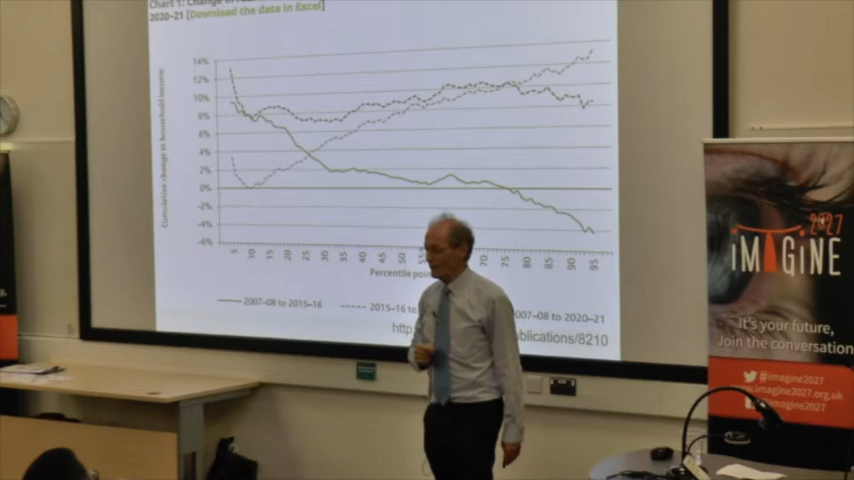 Chart 1: Change in
2020–21 [Download the data in Excel]
Cumulative change in household income
14%
12%
10%
8%
6%
4%
2%
0%
-2%
-4%
-6%
5 10 15 20 25 30 35 40 45 50 55 60 65 70 75 80 85 90 95
Percentile poin
2007–08 to 2015–16
2015–16 to
2007–08 to 2020–21
http
ublications/8210
2027
iMAGiNE
It's your future,
Join the conversation
#imagine2027
www.imagine2027.org.uk
imagine2027